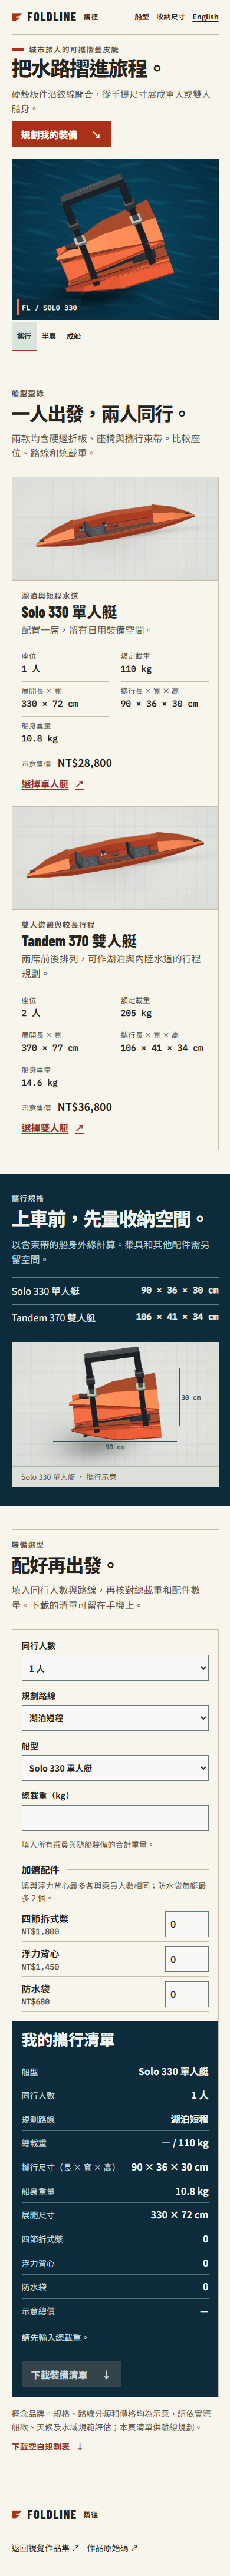 FOLDLINE 摺徑 船型 收納尺寸 English
城市旅人的可攜摺疊皮艇
把水路摺進旅程。
硬殼板件沿鉸線開合，從手提尺寸展成單人或雙人
船身。
規劃我的裝備 ↘
FL / SOLO 330
攜行 半展 成船
船型型錄
一人出發，兩人同行。
兩款均含硬邊折板、座椅與攜行束帶。比較座
位、路線和總載重。
湖泊與短程水道
Solo 330 單人艇
配置一席，留有日用裝備空間。
座位 額定載重
1 人 110 kg
展開長 × 寬 攜行長 × 寬 × 高
330 × 72 cm 90 × 36 × 30 cm
船身重量
10.8 kg
示意售價 NT$28,800
選擇單人艇 ↗
雙人遊憩與較長行程
Tandem 370 雙人艇
兩席前後排列，可作湖泊與內陸水道的行程
規劃。
座位 額定載重
2 人 205 kg
展開長 × 寬 攜行長 × 寬 × 高
370 × 77 cm 106 × 41 × 34 cm
船身重量
14.6 kg
示意售價 NT$36,800
選擇雙人艇 ↗
攜行規格
上車前，先量收納空間。
以含束帶的船身外緣計算。槳具和其他配件需另
留空間。
Solo 330 單人艇 90 × 36 × 30 cm
Tandem 370 雙人艇 106 × 41 × 34 cm
30 cm
90 cm
Solo 330 單人艇・攜行示意
裝備選型
配好再出發。
填入同行人數與路線，再核對總載重和配件數
量。下載的清單可留在手機上。
同行人數
1 人
規劃路線
湖泊短程
船型
Solo 330 單人艇
總載重（kg）
填入所有乘員與隨船裝備的合計重量。
加選配件
槳與浮力背心最多各與乘員人數相同；防水袋每艇最
多 2 個。
四節拆式槳
NT$1,800
0
浮力背心
NT$1,450
0
防水袋
NT$680
0
我的攜行清單
船型 Solo 330 單人艇
同行人數 1 人
規劃路線 湖泊短程
總載重 — / 110 kg
攜行尺寸（長 × 寬 × 高） 90 × 36 × 30 cm
船身重量 10.8 kg
展開尺寸 330 × 72 cm
四節拆式槳 0
浮力背心 0
防水袋 0
示意總價 —
請先輸入總載重。
下載裝備清單 ↓
概念品牌。規格、路線分類和價格均為示意，請依實際
船款、天候及水域規範評估；本頁清單供離線規劃。
下載空白規劃表 ↓
FOLDLINE 摺徑
返回視覺作品集 ↗ 作品原始碼 ↗